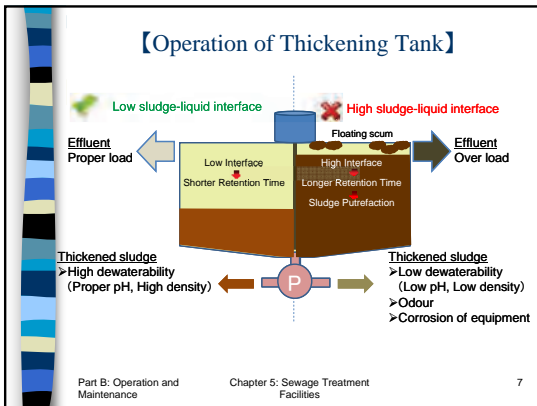 【Operation of Thickening Tank】
Low sludge-liquid interface
High sludge-liquid interface
Floating scum
Effluent
Proper load
Effluent
Over load
Low Interface
Shorter Retention Time
High Interface
Longer Retention Time
Sludge Putrefaction
Thickened sludge
➢High dewaterability
(Proper pH, High density)
P
Thickened sludge
➢Low dewaterability
(Low pH, Low density)
➢Odour
➢Corrosion of equipment
Part B: Operation and
Maintenance
Chapter 5: Sewage Treatment
Facilities
7